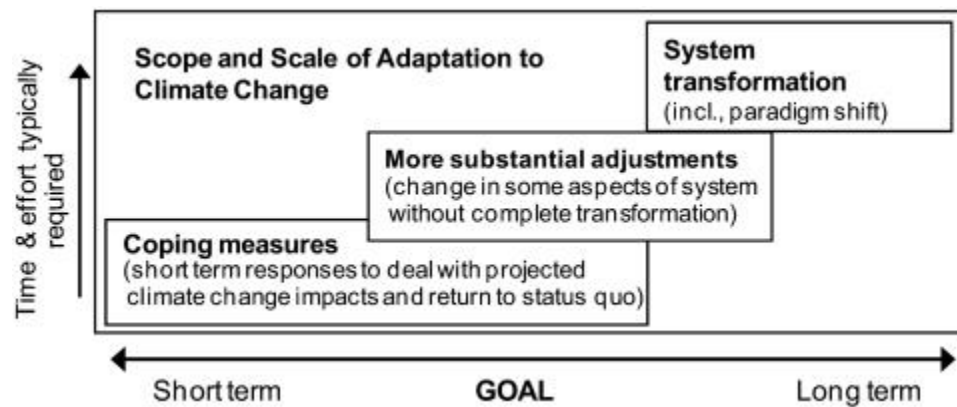 Scope and Scale of Adaptation to
Climate Change
System
transformation
(incl., paradigm shift)
More substantial adjustments
(change in some aspects of system
without complete transformation)
Coping measures
(short term responses to deal with projected
climate change impacts and return to status quo)
Time & effort typically
required
Short term
GOAL
Long term